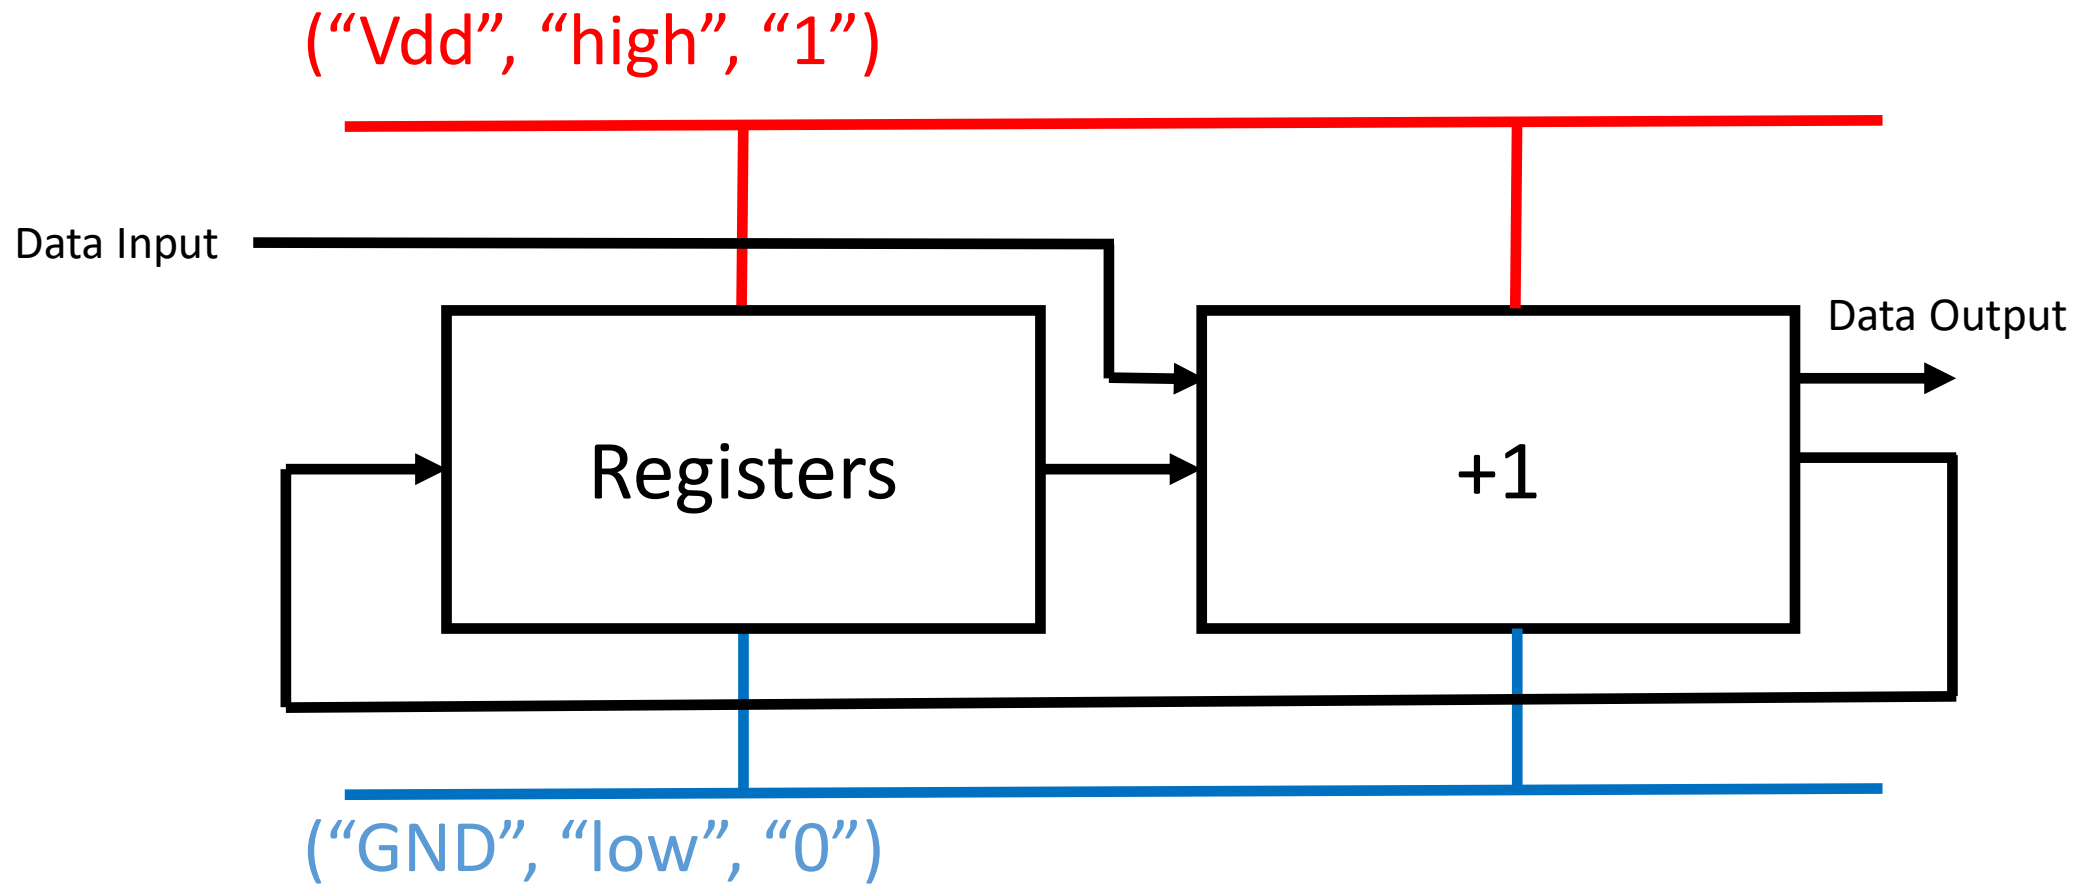 (“Vdd”, “high”, “1”)
Data Input
Data Output
Registers
+1
(“GND”, “low”, “0”)